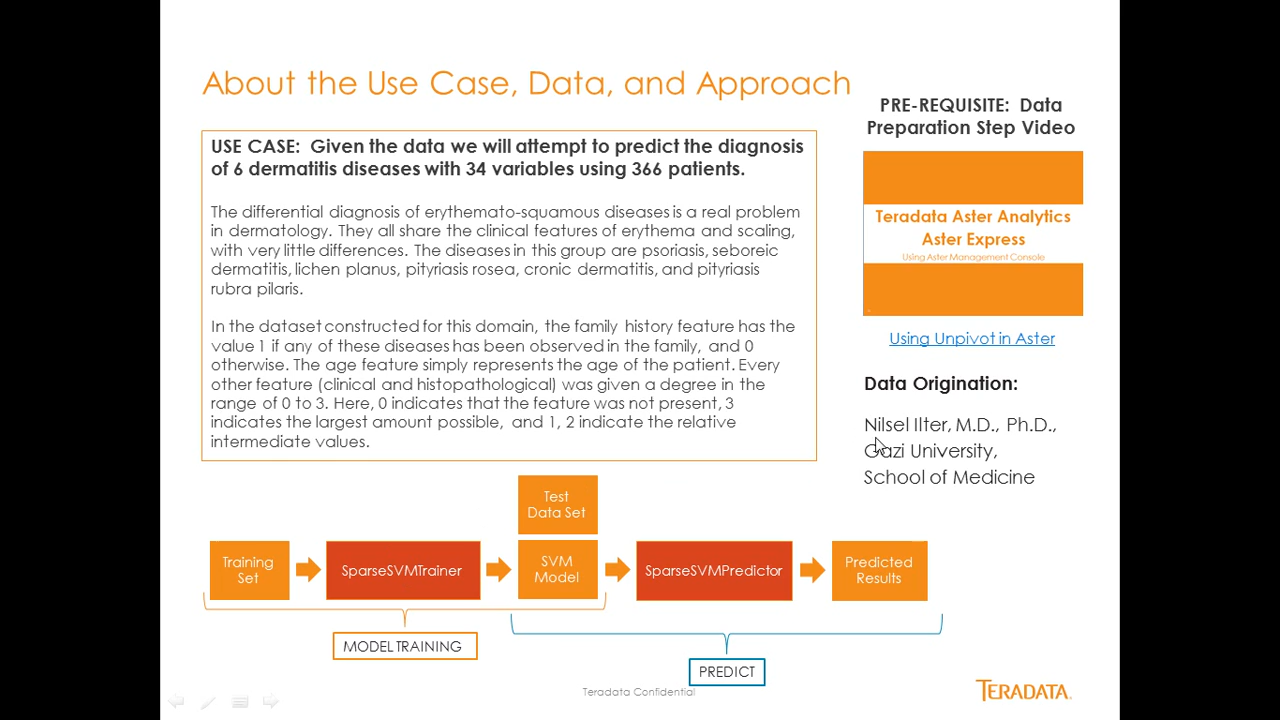 About the Use Case, Data, and Approach
USE CASE:  Given the data we will attempt to predict the diagnosis
of 6 dermatitis diseases with 34 variables using 366 patients.
The differential diagnosis of erythemato-squamous diseases is a real problem
in dermatology. They all share the clinical features of erythema and scaling,
with very little differences. The diseases in this group are psoriasis, seboreic
dermatitis, lichen planus, pityriasis rosea, cronic dermatitis, and pityriasis
rubra pilaris.
In the dataset constructed for this domain, the family history feature has the
value 1 if any of these diseases has been observed in the family, and 0
otherwise. The age feature simply represents the age of the patient. Every
other feature (clinical and histopathological) was given a degree in the
range of 0 to 3. Here, 0 indicates that the feature was not present, 3
indicates the largest amount possible, and 1, 2 indicate the relative
intermediate values.
PRE-REQUISITE:  Data
Preparation Step Video
Teradata Aster Analytics
Aster Express
Using Aster Management Console
Using Unpivot in Aster
Data Origination:
Nilsel Ilter, M.D., Ph.D.,
Gazi University,
School of Medicine
Training
Set
SparseSVMTrainer
Test
Data Set
SVM
Model
SparseSVMPredictor
Predicted
Results
MODEL TRAINING
PREDICT
Teradata Confidential
TERADATA.